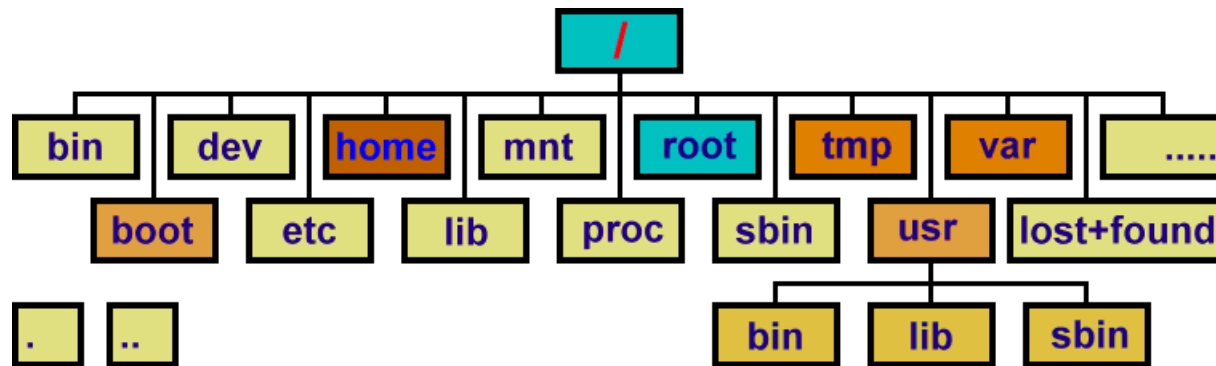 /
bin dev home mnt root tmp var .....
boot etc lib proc sbin usr lost+found
. .. bin lib sbin